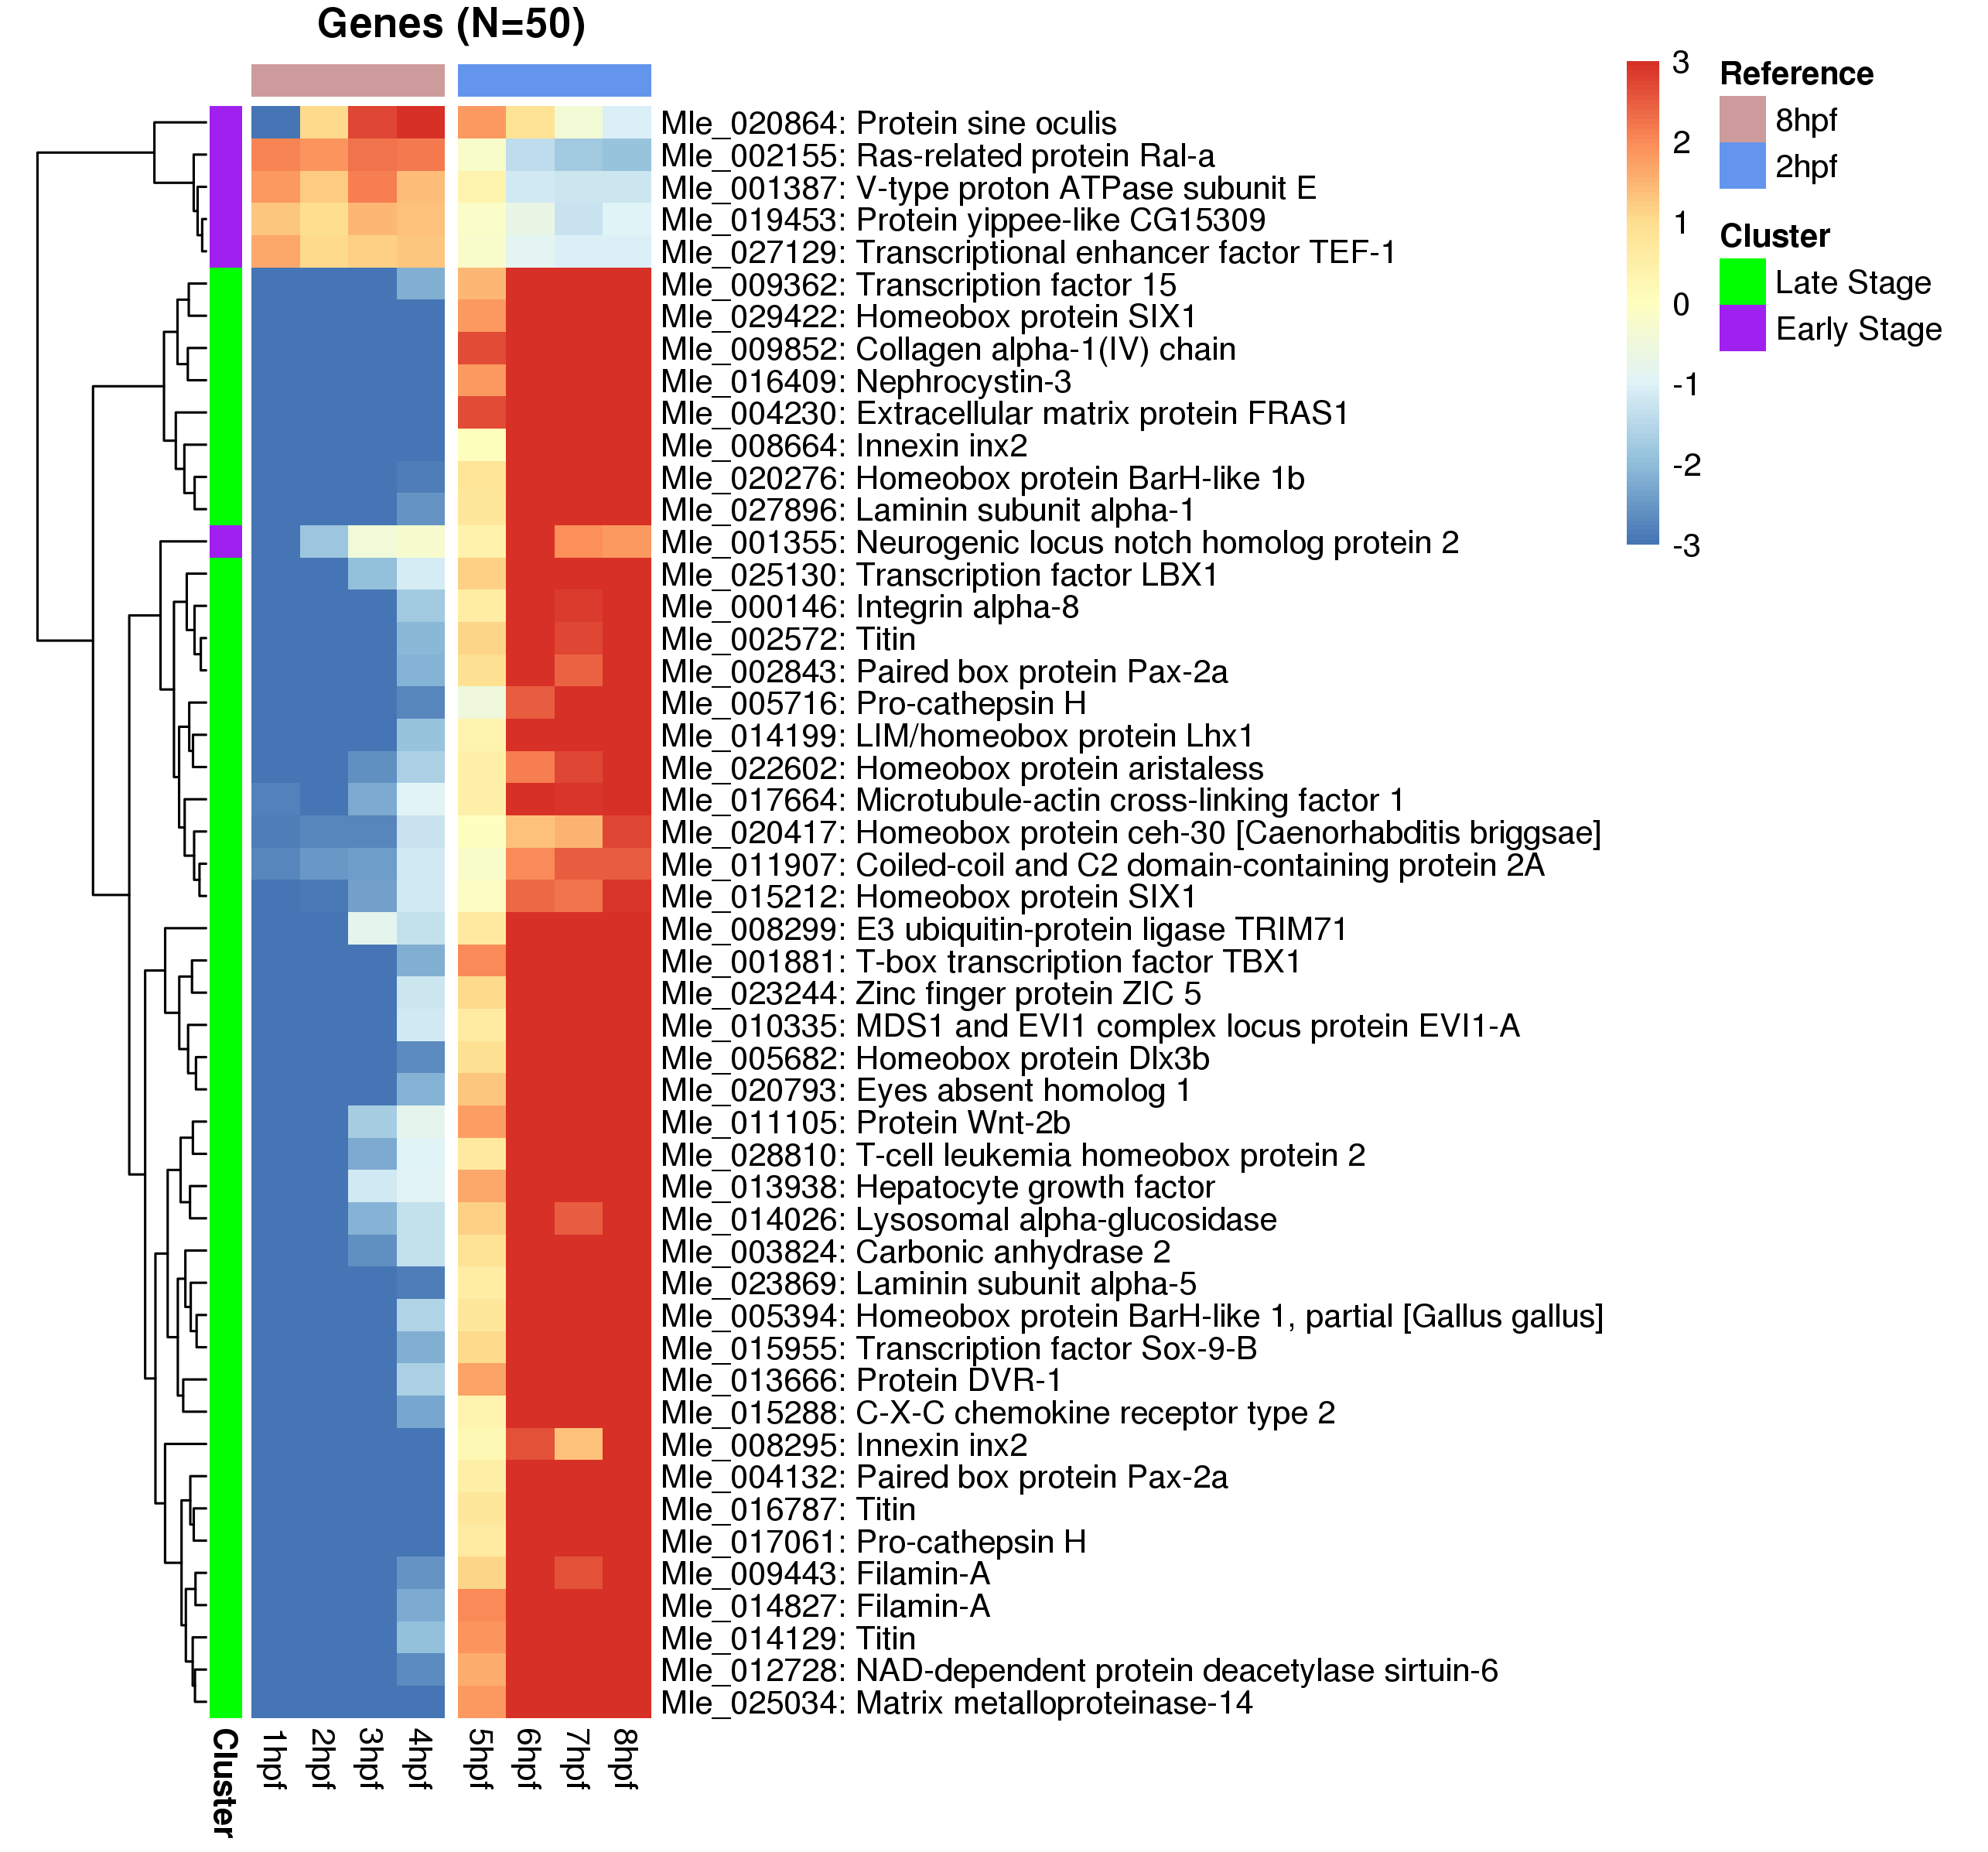 Genes (N=50)
Mle_020864: Protein sine oculis
Mle_002155: Ras-related protein Ral-a
Mle_001387: V-type proton ATPase subunit E
Mle_019453: Protein yippee-like CG15309
Mle_027129: Transcriptional enhancer factor TEF-1
Mle_009362: Transcription factor 15
Mle_029422: Homeobox protein SIX1
Mle_009852: Collagen alpha-1(IV) chain
Mle_016409: Nephrocystin-3
Mle_004230: Extracellular matrix protein FRAS1
Mle_008664: Innexin inx2
Mle_020276: Homeobox protein BarH-like 1b
Mle_027896: Laminin subunit alpha-1
Mle_001355: Neurogenic locus notch homolog protein 2
Mle_025130: Transcription factor LBX1
Mle_000146: Integrin alpha-8
Mle_002572: Titin
Mle_002843: Paired box protein Pax-2a
Mle_005716: Pro-cathepsin H
Mle_014199: LIM/homeobox protein Lhx1
Mle_022602: Homeobox protein aristaless
Mle_017664: Microtubule-actin cross-linking factor 1
Mle_020417: Homeobox protein ceh-30 [Caenorhabditis briggsae]
Mle_011907: Coiled-coil and C2 domain-containing protein 2A
Mle_015212: Homeobox protein SIX1
Mle_008299: E3 ubiquitin-protein ligase TRIM71
Mle_001881: T-box transcription factor TBX1
Mle_023244: Zinc finger protein ZIC 5
Mle_010335: MDS1 and EVI1 complex locus protein EVI1-A
Mle_005682: Homeobox protein Dlx3b
Mle_020793: Eyes absent homolog 1
Mle_011105: Protein Wnt-2b
Mle_028810: T-cell leukemia homeobox protein 2
Mle_013938: Hepatocyte growth factor
Mle_014026: Lysosomal alpha-glucosidase
Mle_003824: Carbonic anhydrase 2
Mle_023869: Laminin subunit alpha-5
Mle_005394: Homeobox protein BarH-like 1, partial [Gallus gallus]
Mle_015955: Transcription factor Sox-9-B
Mle_013666: Protein DVR-1
Mle_015288: C-X-C chemokine receptor type 2
Mle_008295: Innexin inx2
Mle_004132: Paired box protein Pax-2a
Mle_016787: Titin
Mle_017061: Pro-cathepsin H
Mle_009443: Filamin-A
Mle_014827: Filamin-A
Mle_014129: Titin
Mle_012728: NAD-dependent protein deacetylase sirtuin-6
Mle_025034: Matrix metalloproteinase-14
Cluster
1hpf
2hpf
3hpf
4hpf
5hpf
6hpf
7hpf
8hpf
3
2
1
0
-1
-2
-3
Reference
8hpf
2hpf
Cluster
Late Stage
Early Stage